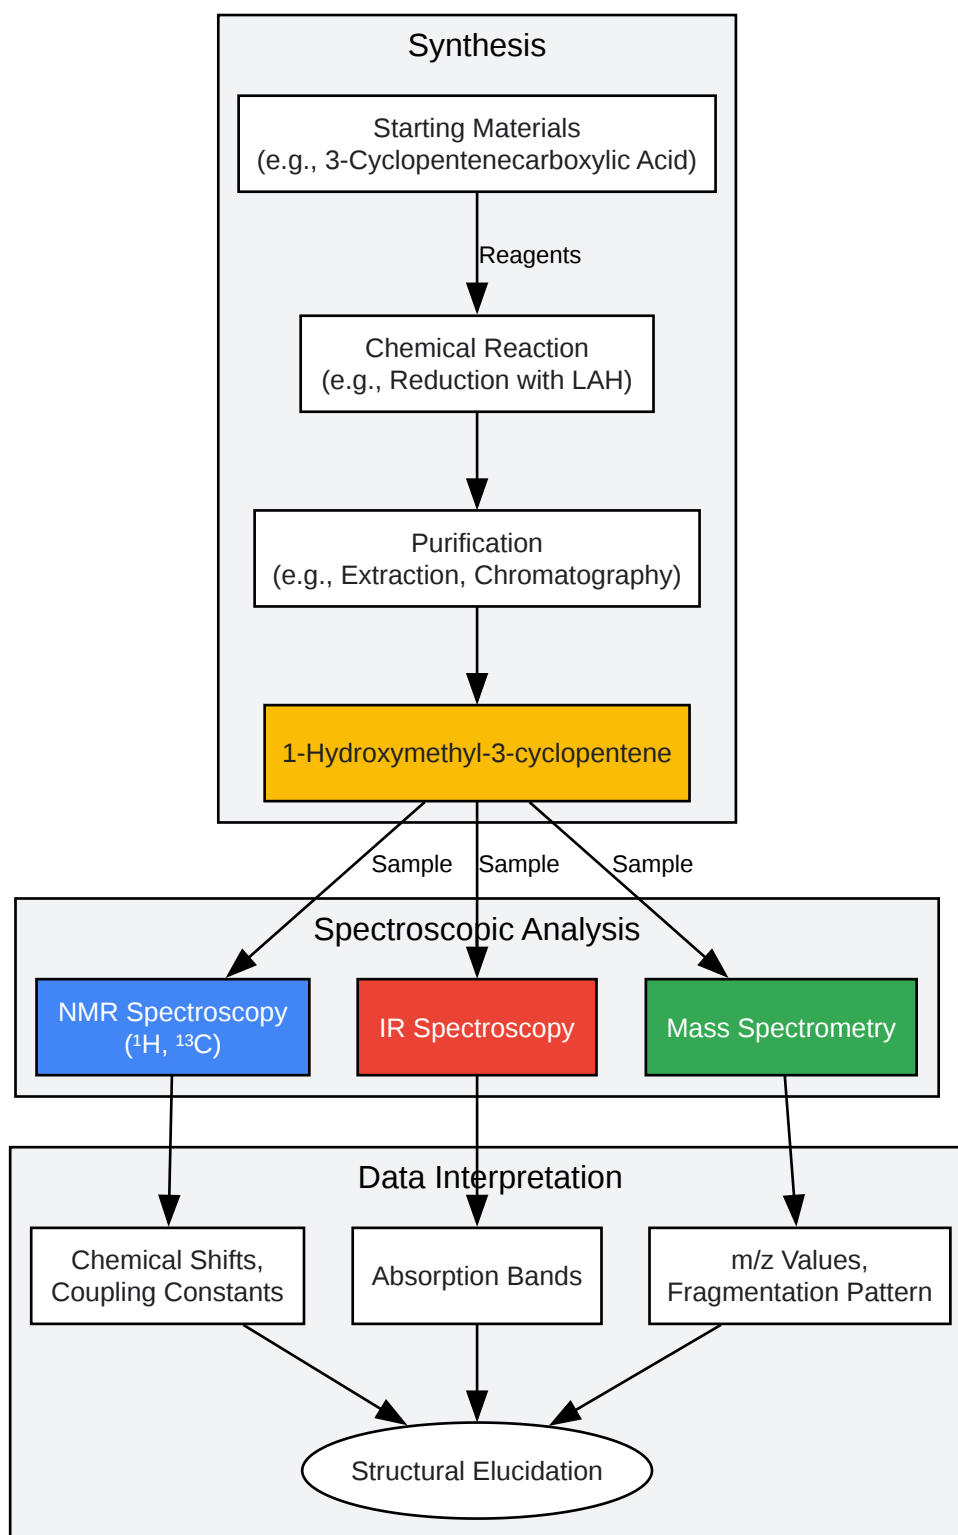 Synthesis
Starting Materials
(e.g., 3-Cyclopentenecarboxylic Acid)
Reagents
Chemical Reaction
(e.g., Reduction with LAH)
Purification
(e.g., Extraction, Chromatography)
1-Hydroxymethyl-3-cyclopentene
Sample
Sample
Sample
Spectroscopic Analysis
NMR Spectroscopy
(¹H, ¹³C)
IR Spectroscopy
Mass Spectrometry
Data Interpretation
Chemical Shifts,
Coupling Constants
Absorption Bands
m/z Values,
Fragmentation Pattern
Structural Elucidation